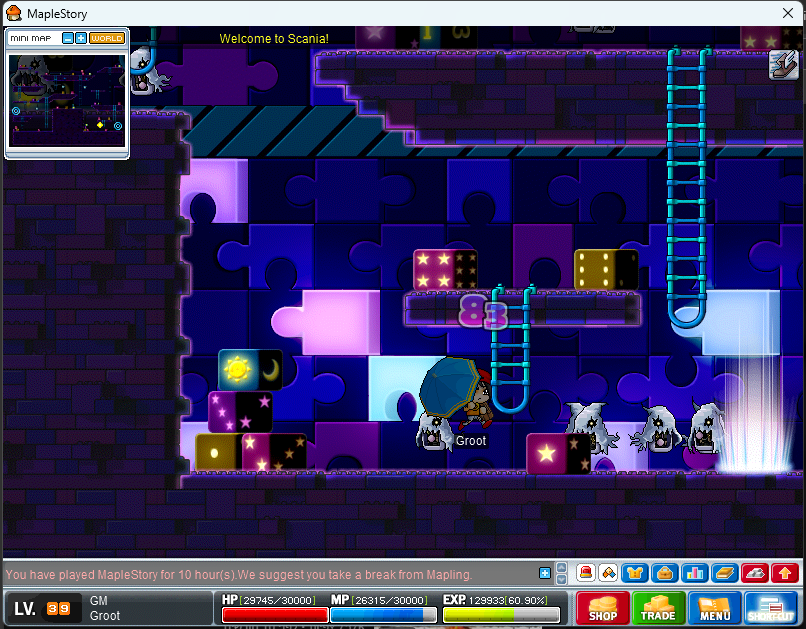 MapleStory
MINI MAP
WORLD
Welcome to Scania!
83
Groot
You have played MapleStory for 10 hour(s).We suggest you take a break from Mapling.
LV. 39
GM
Groot
HP[29745/30000]
MP[26315/30000]
EXP 129933[60.90%]
SHOP
TRADE
MENU
SHORTCUT